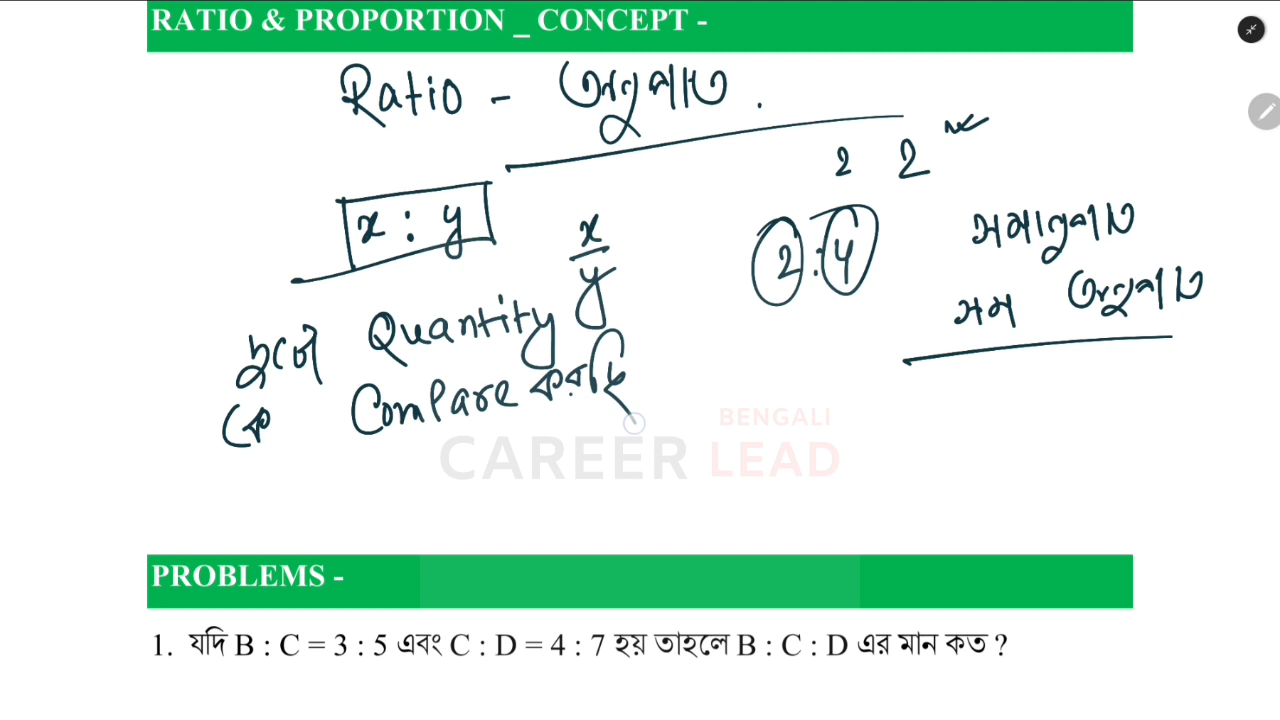 RATIO & PROPORTION _ CONCEPT -
Ratio - অনুপাত.
2 2
x : y
x/y
2 : 4
সমানুপাত
সম অনুপাত
দুটো Quantity
কে Compare করছি
BENGALI
CAREER LEAD
PROBLEMS -
1. যদি B : C = 3 : 5 এবং C : D = 4 : 7 হয় তাহলে B : C : D এর মান কত ?